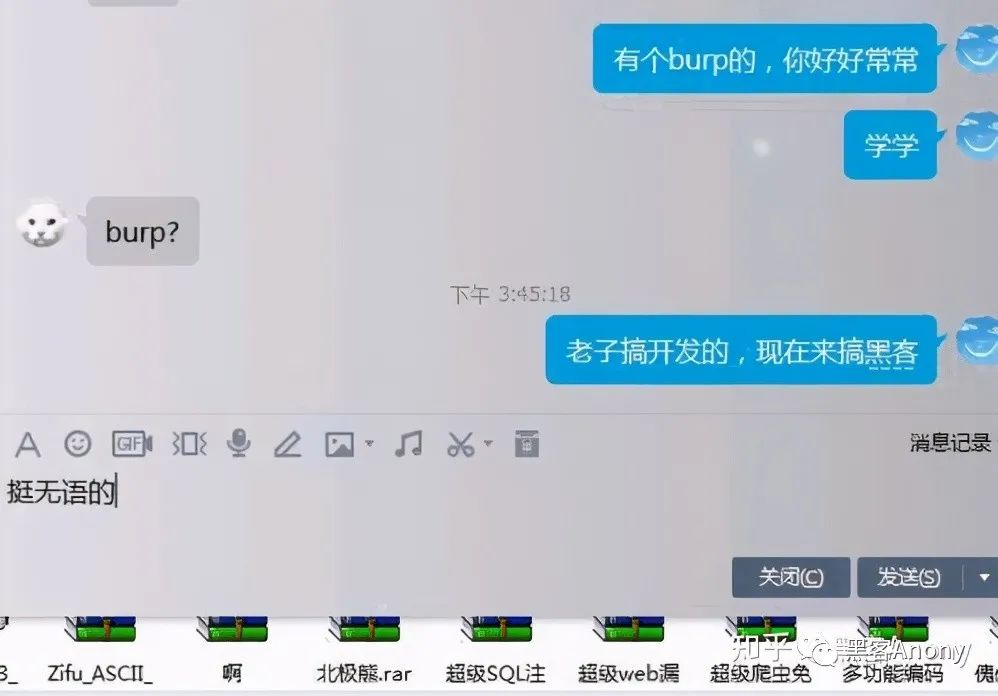 有个burp的，你好好常常
学学
burp?
下午 3:45:18
老子搞开发的，现在来搞黑客
GIF
消息记录
挺无语的
关闭(C)
发送(S)
3_
Zifu_ASCII_
啊
北极熊.rar
超级SQL注
超级web漏
超级爬虫免
多功能编码
傀
知乎
黑客Anony